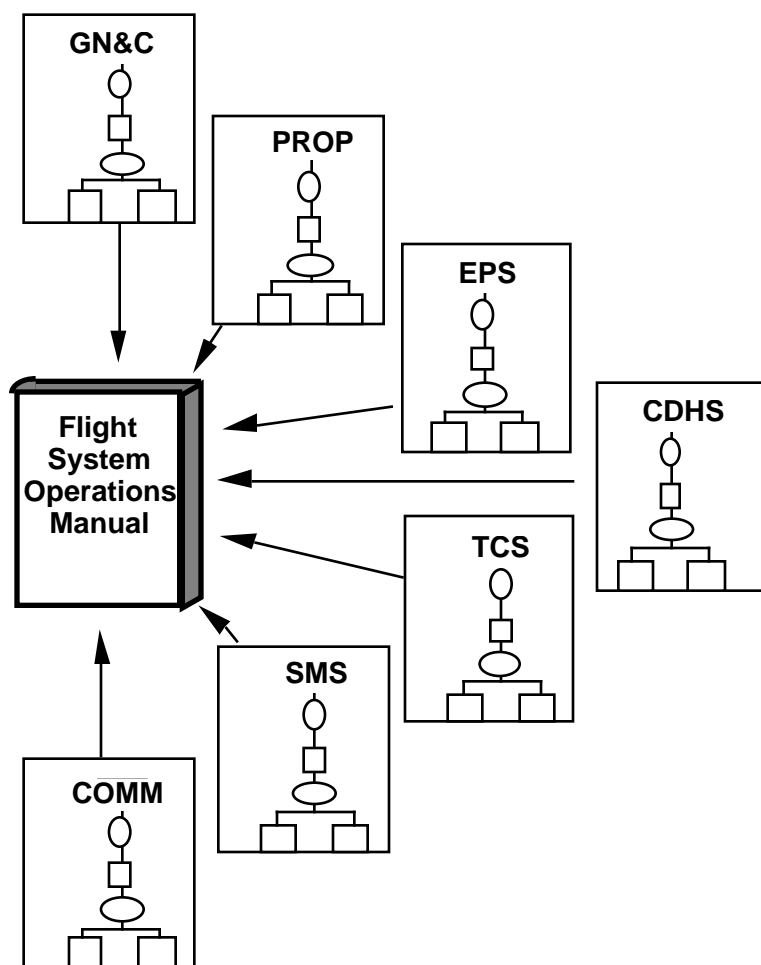 GN&C
PROP
EPS
CDHS
Flight
System
Operations
Manual
TCS
SMS
COMM